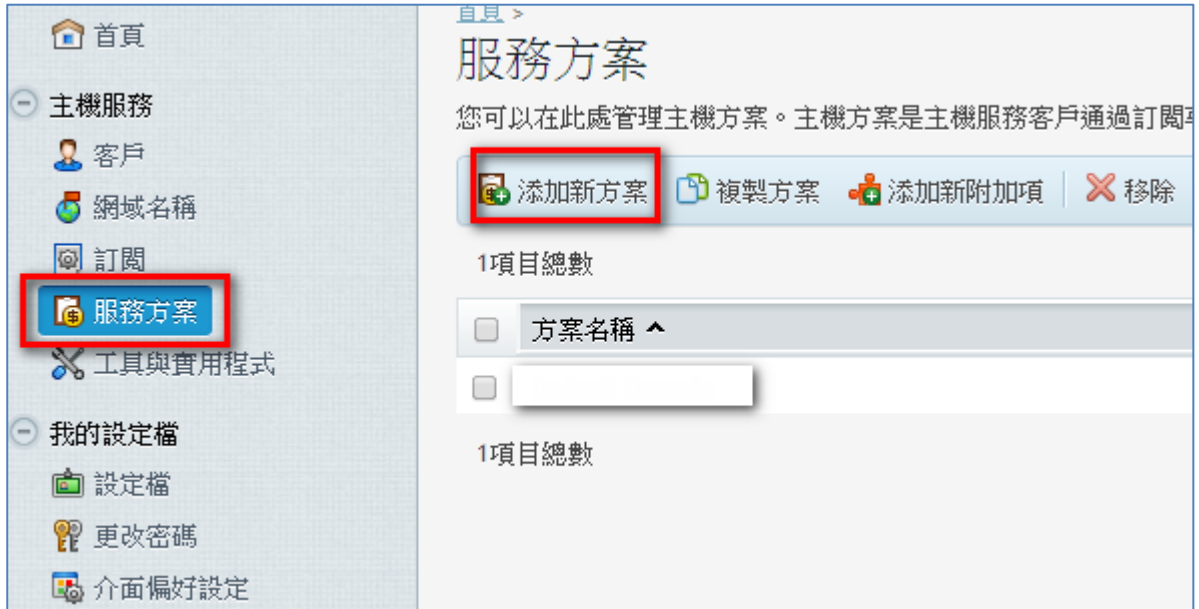 首頁
主機服務
客戶
網域名稱
訂閱
服務方案
工具與實用程式
我的設定檔
設定檔
更改密碼
介面偏好設定
首頁 >
服務方案
您可以在此處管理主機方案。主機方案是主機服務客戶通過訂閱
添加新方案 複製方案 添加新附加項 移除
1項目總數
方案名稱
1項目總數